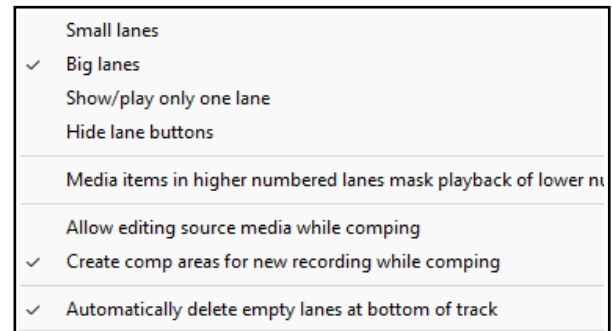 Small lanes
Big lanes
Show/play only one lane
Hide lane buttons
Media items in higher numbered lanes mask playback of lower
Allow editing source media while comping
Create comp areas for new recording while comping
Automatically delete empty lanes at bottom of track